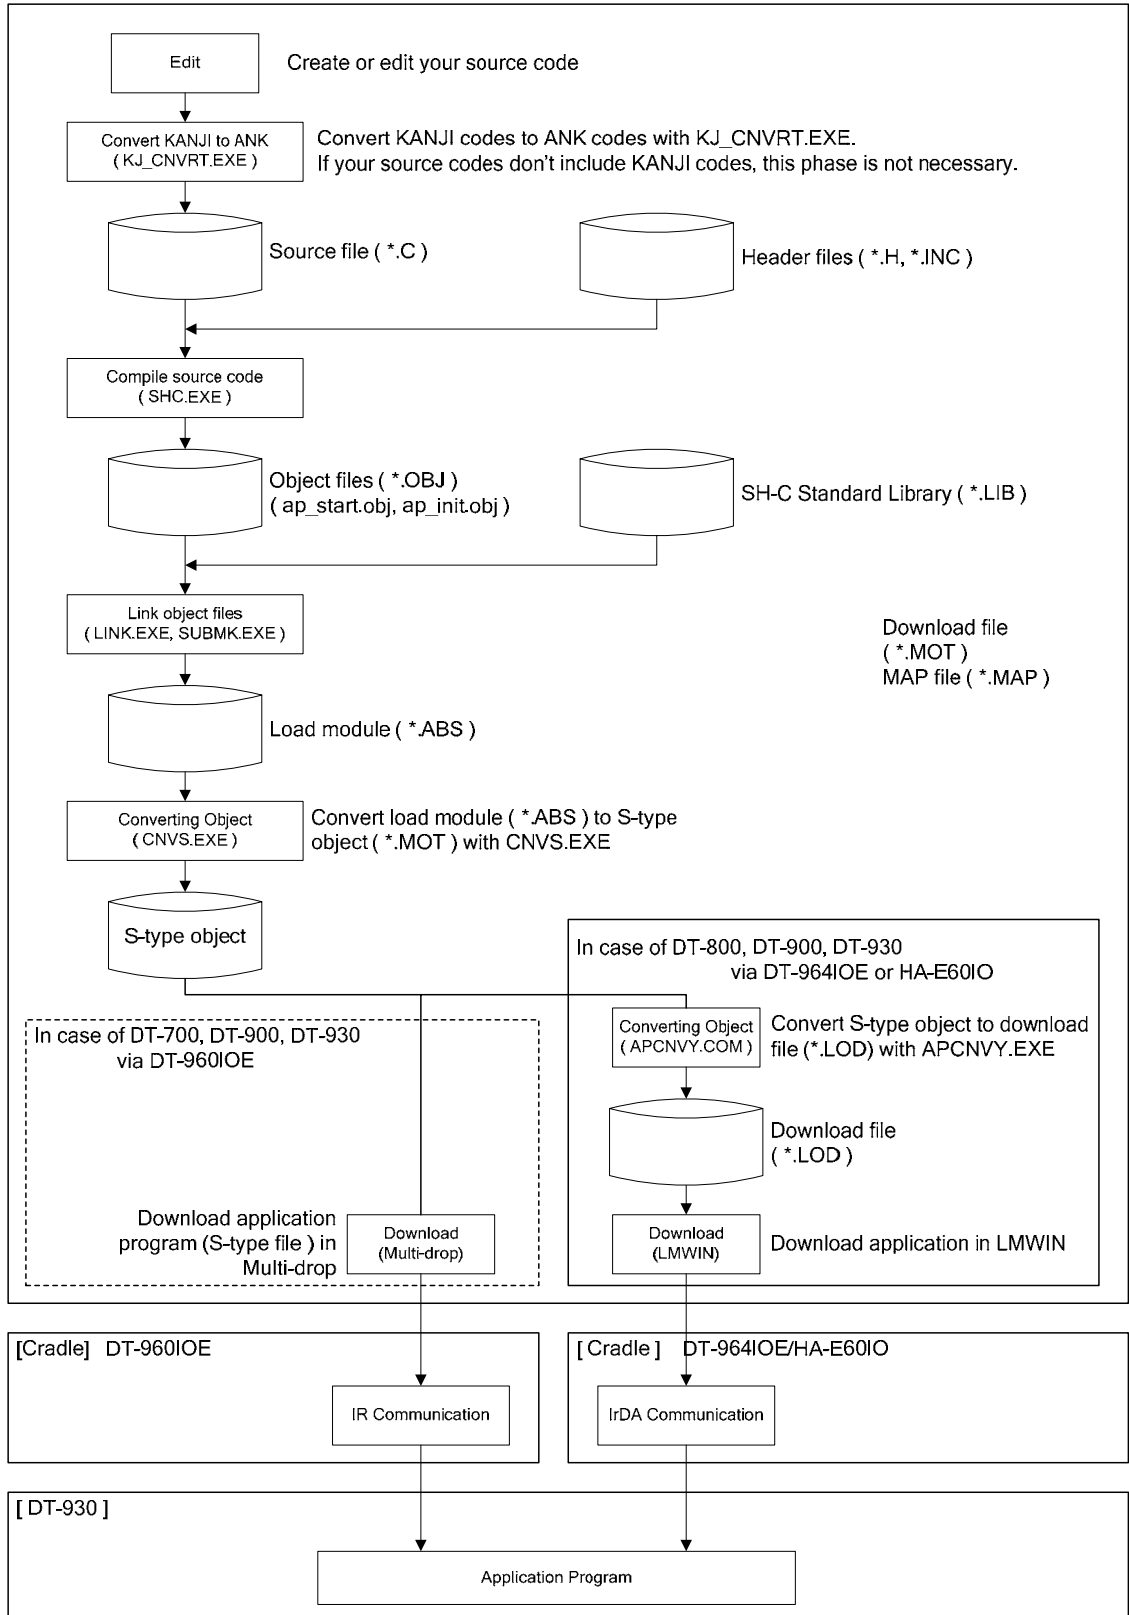 Edit
Create or edit your source code
Convert KANJI to ANK
( KJ_CNVRT.EXE )
Convert KANJI codes to ANK codes with KJ_CNVRT.EXE.
If your source codes don't include KANJI codes, this phase is not necessary.
Source file ( *.C )
Header files ( *.H, *.INC )
Compile source code
( SHC.EXE )
Object files ( *.OBJ )
( ap_start.obj, ap_init.obj )
SH-C Standard Library ( *.LIB )
Link object files
( LINK.EXE, SUBMK.EXE )
Download file
( *.MOT )
MAP file ( *.MAP )
Load module ( *.ABS )
Converting Object
( CNVS.EXE )
Convert load module ( *.ABS ) to S-type
object ( *.MOT ) with CNVS.EXE
S-type object
In case of DT-800, DT-900, DT-930
via DT-964IOE or HA-E60IO
Converting Object
( APCNVY.COM )
Convert S-type object to download
file (*.LOD) with APCNVY.EXE
In case of DT-700, DT-900, DT-930
via DT-960IOE
Download file
( *.LOD )
Download application
program (S-type file ) in
Multi-drop
Download
(Multi-drop)
Download
(LMWIN)
Download application in LMWIN
[Cradle] DT-960IOE
[ Cradle ] DT-964IOE/HA-E60IO
IR Communication
IrDA Communication
[ DT-930 ]
Application Program